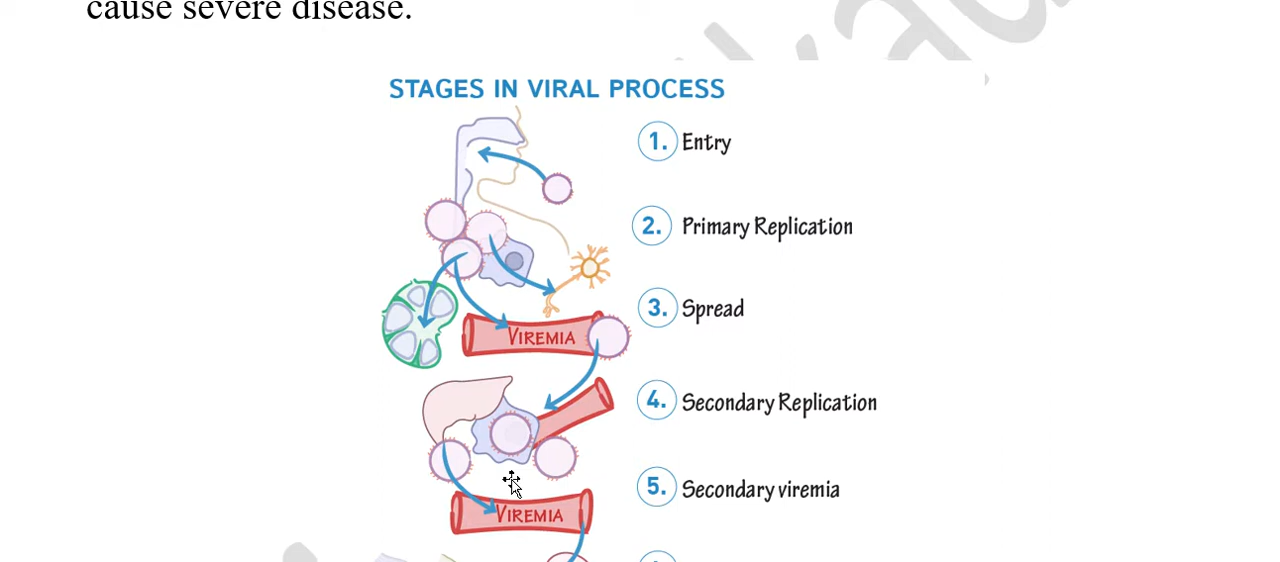 cause severe disease.
STAGES IN VIRAL PROCESS
1. Entry
2. Primary Replication
3. Spread
VIREMIA
4. Secondary Replication
5. Secondary viremia
VIREMIA